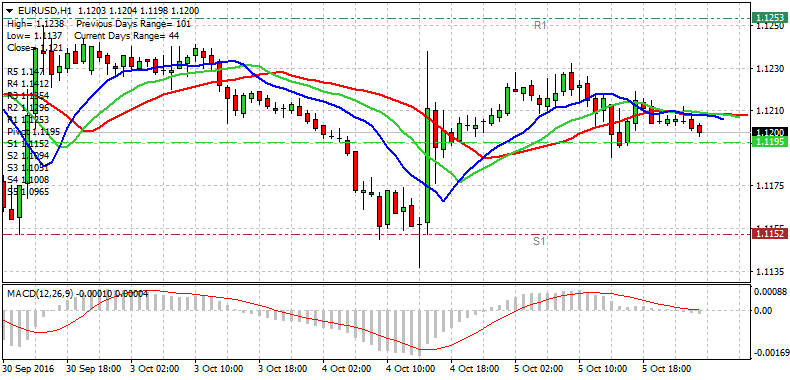 EURUSD,H1 1.1203 1.1204 1.1198 1.1200
High= 1.1238 Previous Days Range= 101
Low= 1.1137 Current Days Range= 44
Close= 1.121
R5 1.147
R4 1.1412
R3 1.1354
R2 1.1296
R1 1.1253
Pivot 1.1195
S1 1.1152
S2 1.1094
S4 1.1008
S5 1.0965
R1
S1
1.1253
1.1250
1.1230
1.1210
1.1200
1.1195
1.1175
1.1152
1.1135
MACD(12,26,9) -0.00010 0.00004
0.00088
0.00
-0.00169
30 Sep 2016
30 Sep 18:00
3 Oct 02:00
3 Oct 10:00
3 Oct 18:00
4 Oct 02:00
4 Oct 10:00
4 Oct 18:00
5 Oct 02:00
5 Oct 10:00
5 Oct 18:00